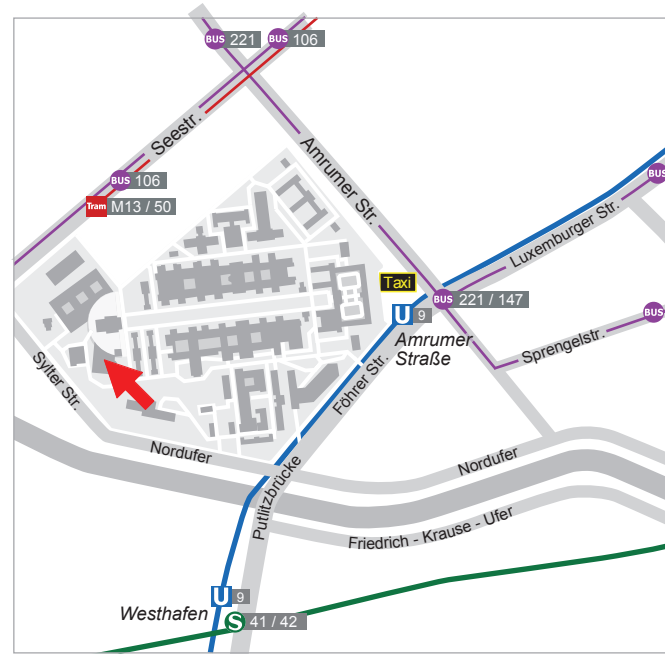 BUS 221
BUS 106
Seestr.
Amrumer Str.
BUS 106
Tram M13 / 50
BUS
Luxemburger Str.
Taxi
BUS 221 / 147
U 9
Amrumer
Straße
BUS
Sprengelstr.
Sylter Str.
Föhrer Str.
Nordufer
Nordufer
Putlitzbrücke
Friedrich - Krause - Ufer
U 9
Westhafen
S 41 / 42